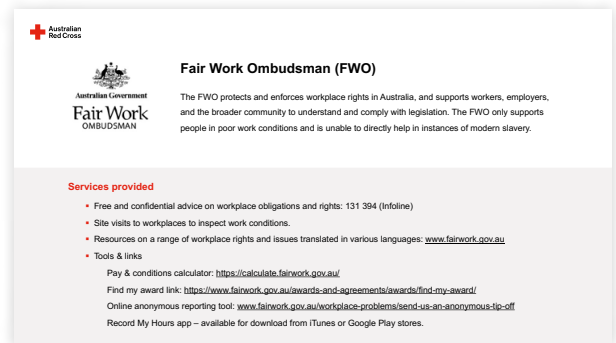 Australian
Red Cross
Australian Government
Fair Work
OMBUDSMAN
Fair Work Ombudsman (FWO)
The FWO protects and enforces workplace rights in Australia, and supports workers, employers,
and the broader community to understand and comply with legislation. The FWO only supports
people in poor work conditions and is unable to directly help in instances of modern slavery.
Services provided
▪ Free and confidential advice on workplace obligations and rights: 131 394 (Infoline)
▪ Site visits to workplaces to inspect work conditions.
▪ Resources on a range of workplace rights and issues translated in various languages: www.fairwork.gov.au
▪ Tools & links
Pay & conditions calculator: https://calculate.fairwork.gov.au/
Find my award link: https://www.fairwork.gov.au/awards-and-agreements/awards/find-my-award/
Online anonymous reporting tool: www.fairwork.gov.au/workplace-problems/send-us-an-anonymous-tip-off
Record My Hours app – available for download from iTunes or Google Play stores.